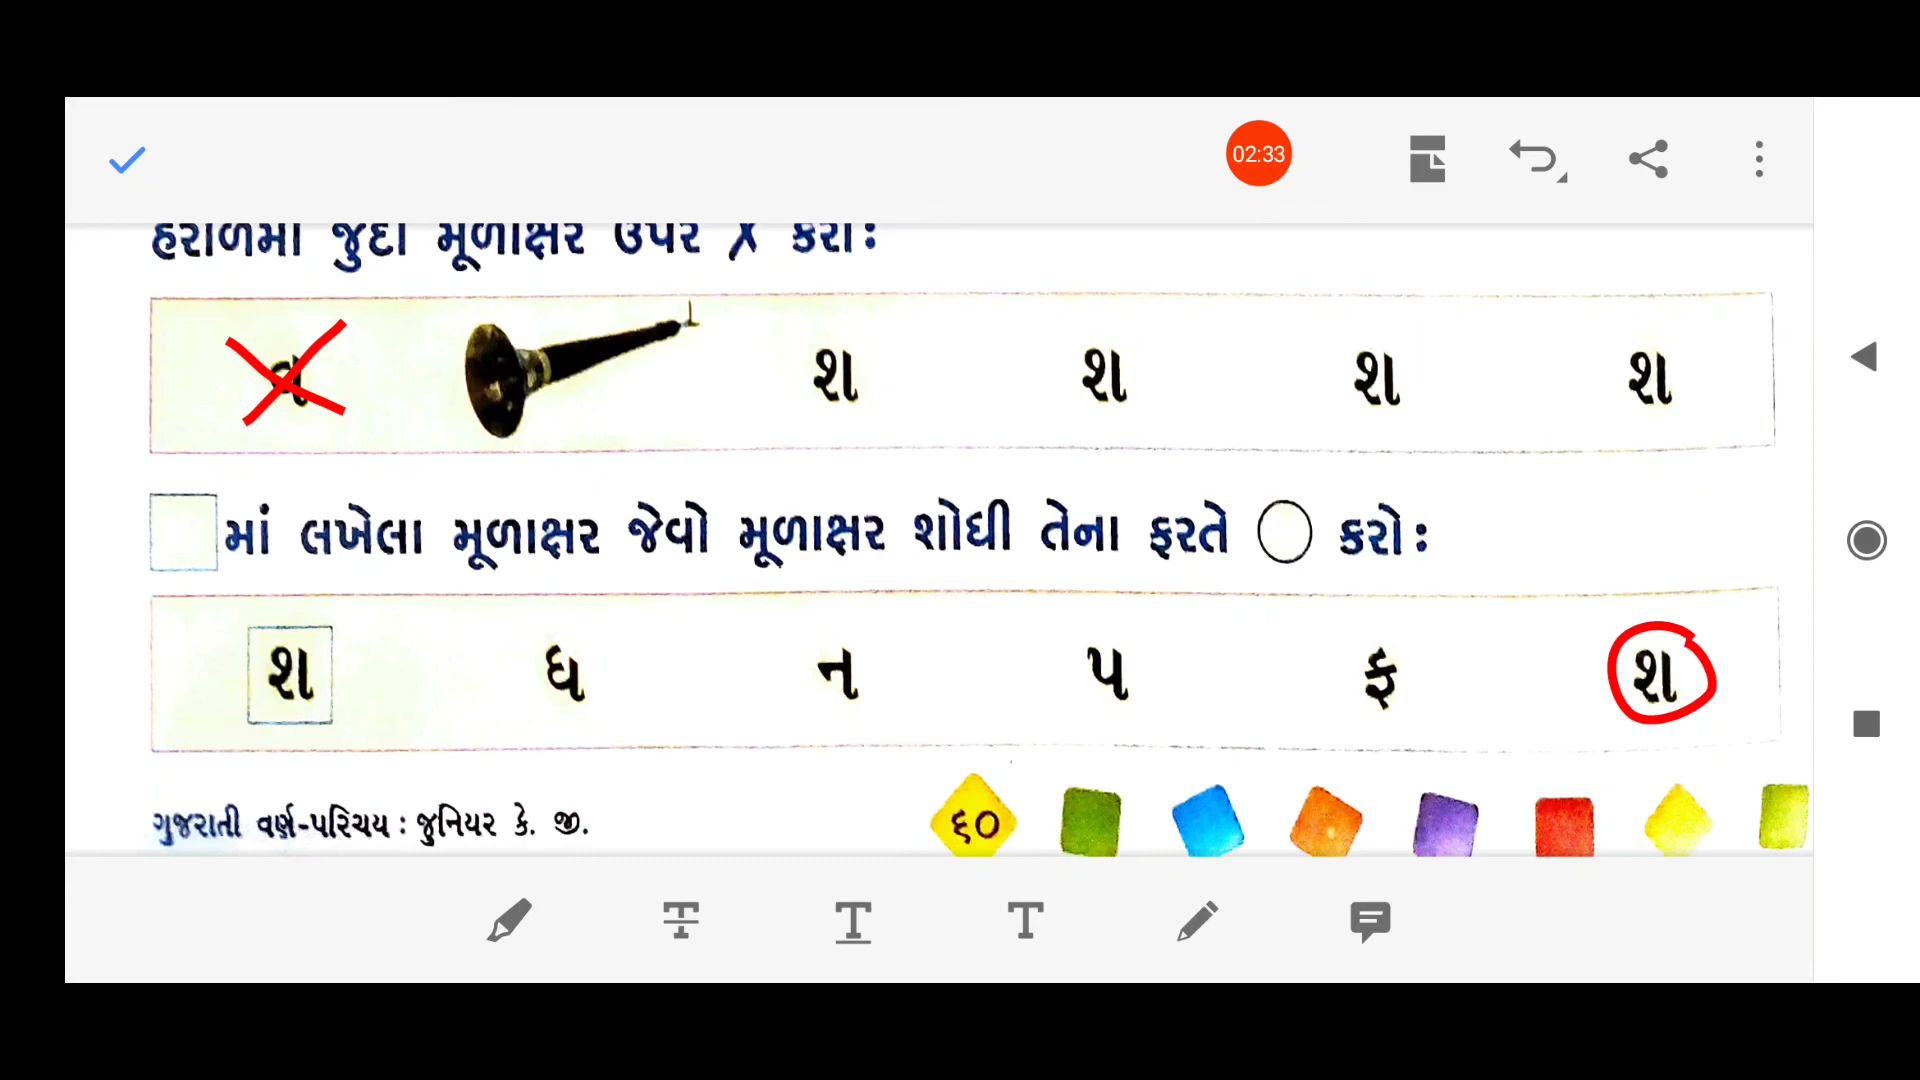 02:33
હરોળમાં જુદા મૂળાક્ષર ઉપર ✗ કરો :
વ શ શ શ શ
માં લખેલા મૂળાક્ષર જેવો મૂળાક્ષર શોધી તેના ફરતે ◯ કરો :
શ ધ ન પ ફ શ
ગુજરાતી વર્ણ-પરિચય : જુનિયર કે. જી.
૬૦